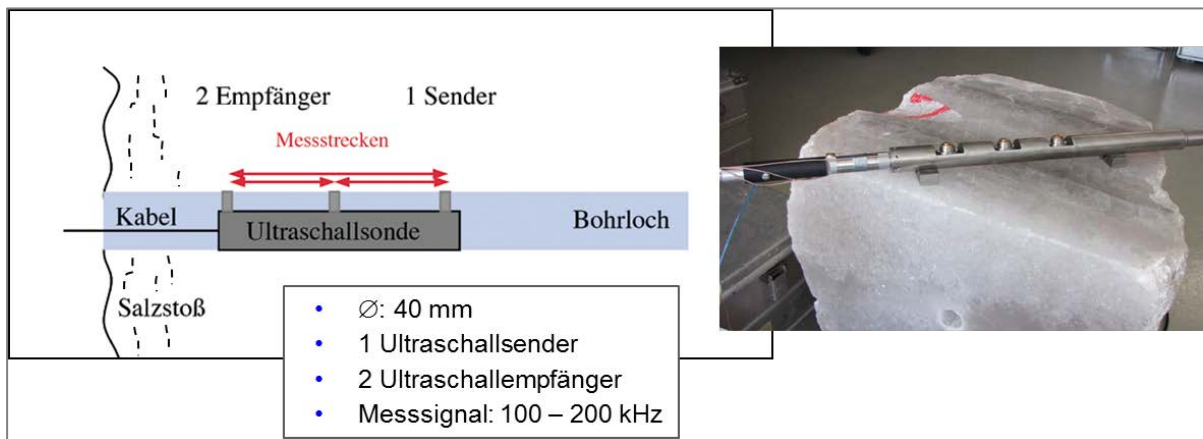 2 Empfänger 1 Sender
Messstrecken
Kabel
Ultraschallsonde
Bohrloch
Salzstoß
• ∅: 40 mm
• 1 Ultraschallsender
• 2 Ultraschallempfänger
• Messsignal: 100 – 200 kHz